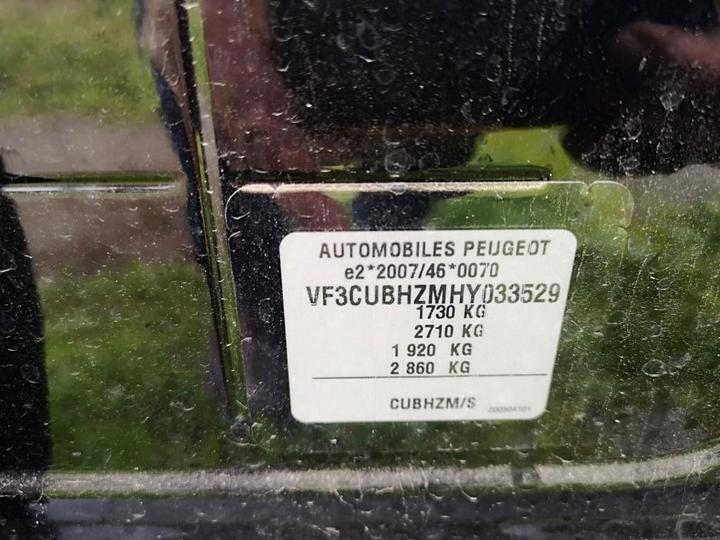 AUTOMOBILES PEUGEOT
e2*2007/46*0070
VF3CUBHZMHY033529
1730 KG
2710 KG
1 920 KG
2 860 KG
CUBHZM/S